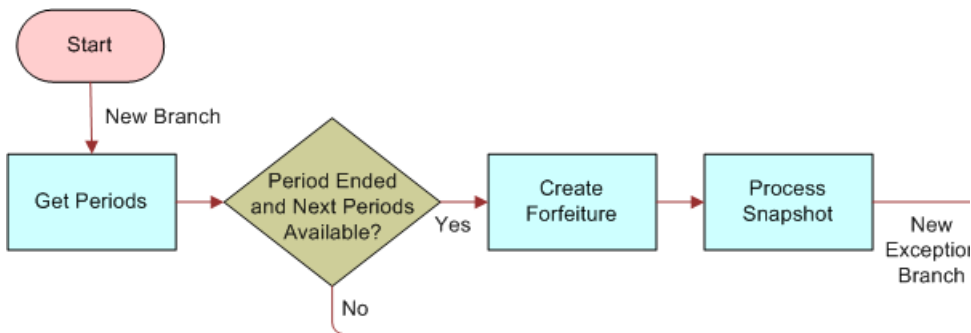 Start
New Branch
Get Periods
Period Ended
and Next Periods
Available?
Yes
No
Create
Forfeiture
Process
Snapshot
New
Exception
Branch